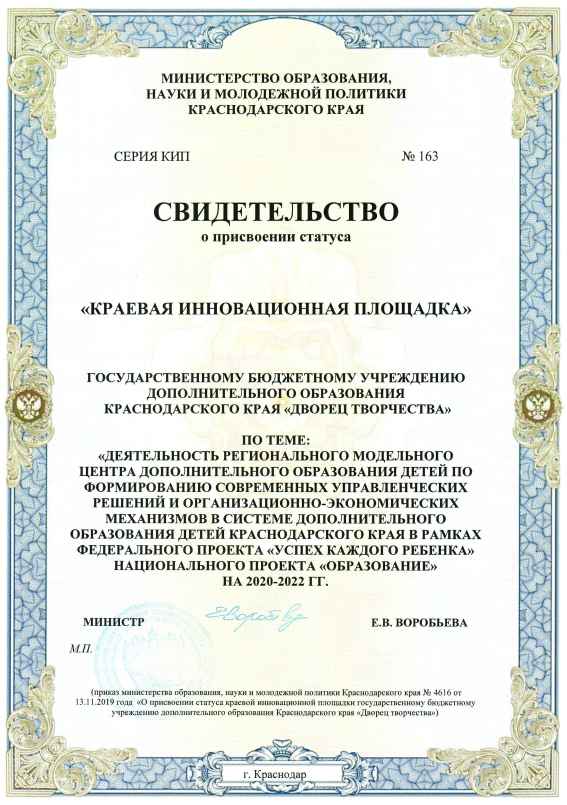 МИНИСТЕРСТВО ОБРАЗОВАНИЯ,
НАУКИ И МОЛОДЕЖНОЙ ПОЛИТИКИ
КРАСНОДАРСКОГО КРАЯ
СЕРИЯ КИП № 163
СВИДЕТЕЛЬСТВО
о присвоении статуса
«КРАЕВАЯ ИННОВАЦИОННАЯ ПЛОЩАДКА»
ГОСУДАРСТВЕННОМУ БЮДЖЕТНОМУ УЧРЕЖДЕНИЮ
ДОПОЛНИТЕЛЬНОГО ОБРАЗОВАНИЯ
КРАСНОДАРСКОГО КРАЯ «ДВОРЕЦ ТВОРЧЕСТВА»
ПО ТЕМЕ:
«ДЕЯТЕЛЬНОСТЬ РЕГИОНАЛЬНОГО МОДЕЛЬНОГО
ЦЕНТРА ДОПОЛНИТЕЛЬНОГО ОБРАЗОВАНИЯ ДЕТЕЙ ПО
ФОРМИРОВАНИЮ СОВРЕМЕННЫХ УПРАВЛЕНЧЕСКИХ
РЕШЕНИЙ И ОРГАНИЗАЦИОННО-ЭКОНОМИЧЕСКИХ
МЕХАНИЗМОВ В СИСТЕМЕ ДОПОЛНИТЕЛЬНОГО
ОБРАЗОВАНИЯ ДЕТЕЙ КРАСНОДАРСКОГО КРАЯ В РАМКАХ
ФЕДЕРАЛЬНОГО ПРОЕКТА «УСПЕХ КАЖДОГО РЕБЕНКА»
НАЦИОНАЛЬНОГО ПРОЕКТА «ОБРАЗОВАНИЕ»
НА 2020-2022 ГГ.
МИНИСТР Е.В. ВОРОБЬЕВА
М.П.
(приказ министерства образования, науки и молодежной политики Краснодарского края № 4616 от
13.11.2019 года «О присвоении статуса краевой инновационной площадки государственному бюджетному
учреждению дополнительного образования Краснодарского края «Дворец творчества»)
г. Краснодар